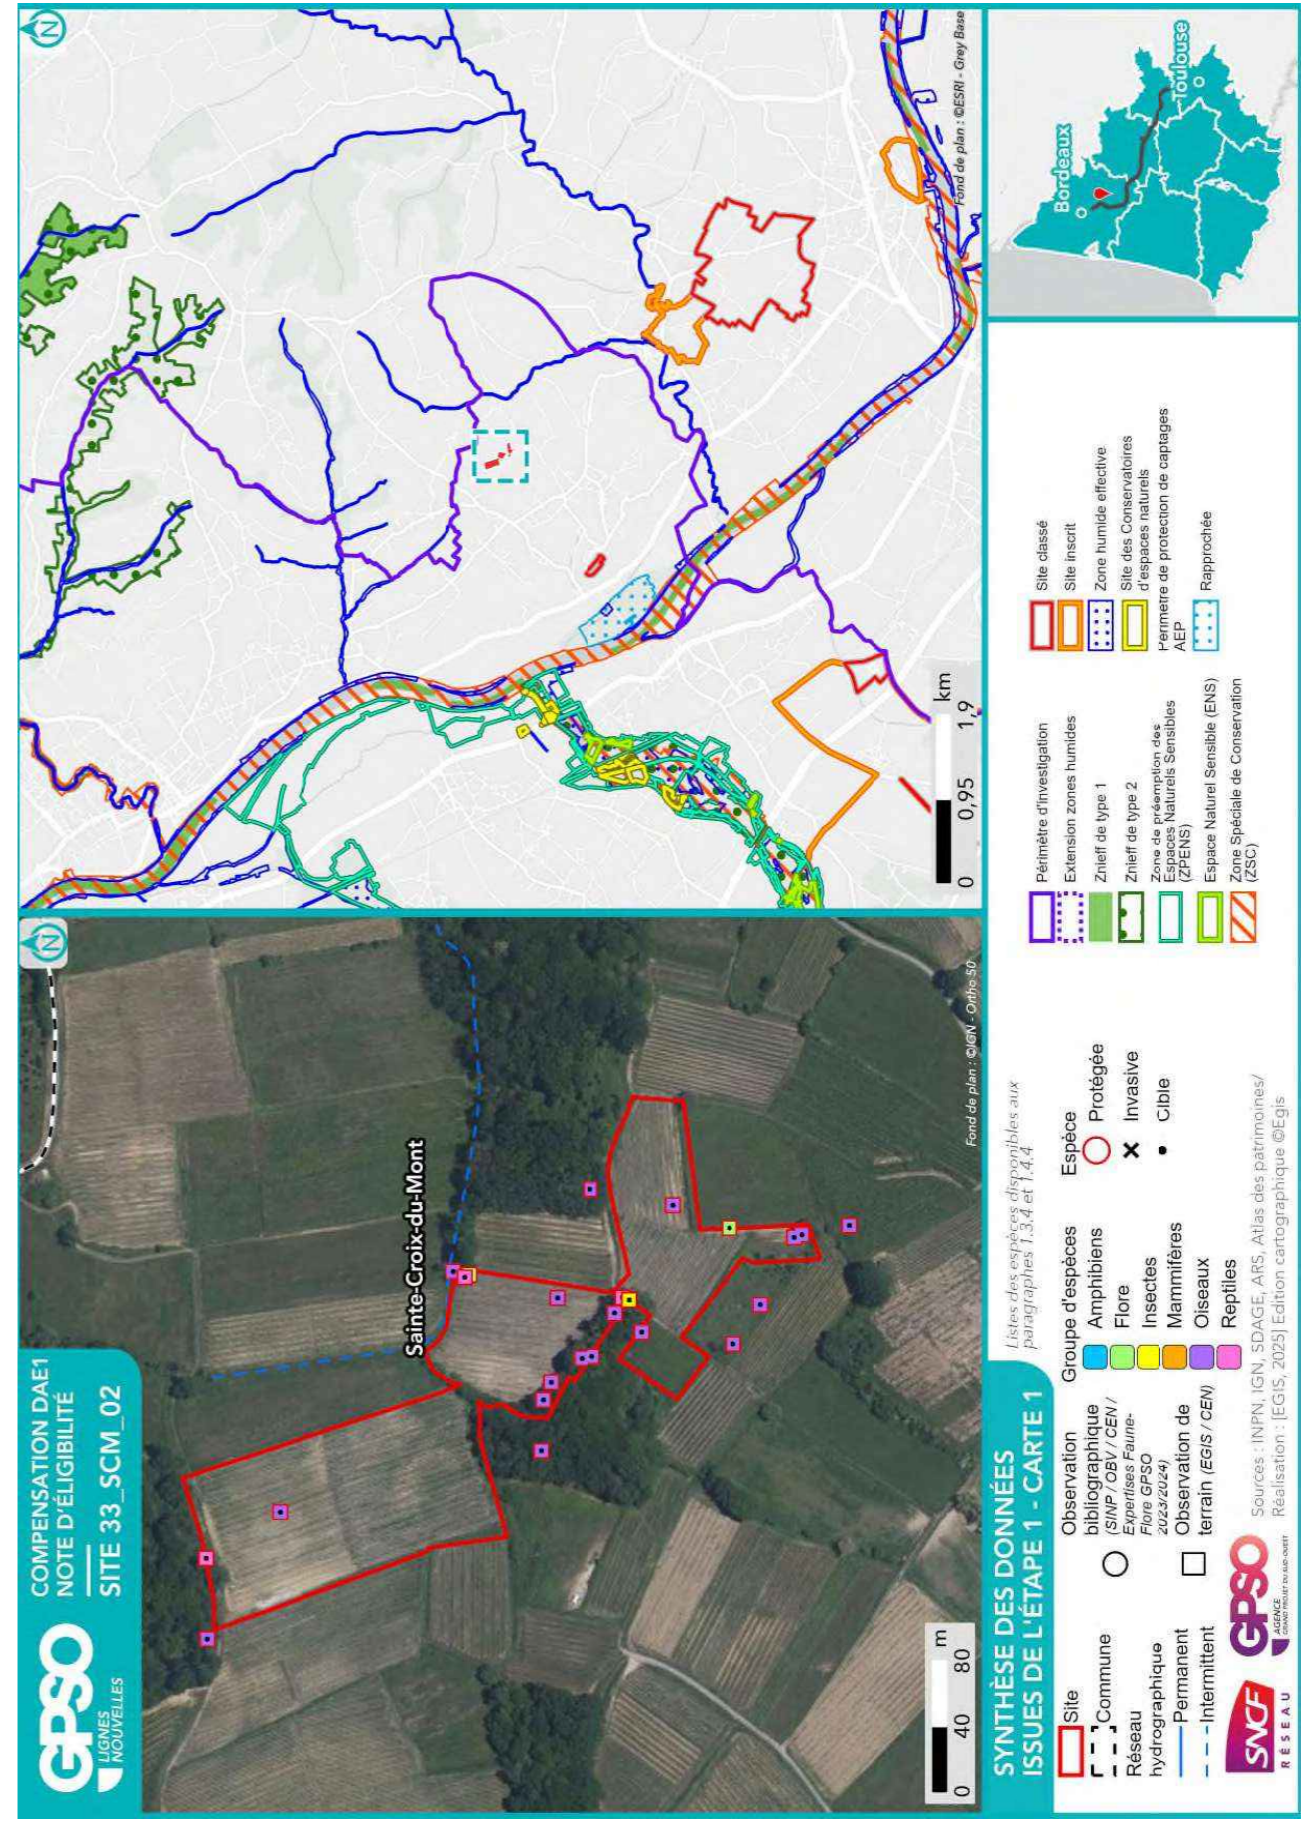 GPSO
LIGNES
NOUVELLES
COMPENSATION DAE1
NOTE D'ÉLIGIBILITÉ
SITE 33_SCM_02
N
Sainte-Croix-du-Mont
0 40 80 m
Fond de plan : ©IGN - Ortho 50
N
0 0,95 1,9 km
Fond de plan : ©ESRI - Grey Base
SYNTHÈSE DES DONNÉES
ISSUES DE L'ÉTAPE 1 - CARTE 1
Site
Commune
Réseau
hydrographique
Permanent
Intermittent
Observation
bibliographique
(SINP / OBV / CEN /
Expertises Faune-
Flore GPSO
2023/2024)
Observation de
terrain (EGIS / CEN)
Listes des espèces disponibles aux
paragraphes 1.3.4 et 1.4.4
Groupe d'espèces
Amphibiens
Flore
Insectes
Mammifères
Oiseaux
Reptiles
Espèce
Protégée
Invasive
Cible
SNCF
RÉSEAU
GPSO
AGENCE
GRAND PROJET DU SUD-OUEST
Sources : INPN, IGN, SDAGE, ARS, Atlas des patrimoines/
Réalisation : [EGIS, 2025] Edition cartographique ©Egis
Périmètre d'investigation
Extension zones humides
Znieff de type 1
Znieff de type 2
Zone de préemption des
Espaces Naturels Sensibles
(ZPENS)
Espace Naturel Sensible (ENS)
Zone Spéciale de Conservation
(ZSC)
Site classé
Site inscrit
Zone humide effective
Site des Conservatoires
d'espaces naturels
Périmetre de protection de captages
AEP
Rapprochée
Bordeaux
Toulouse